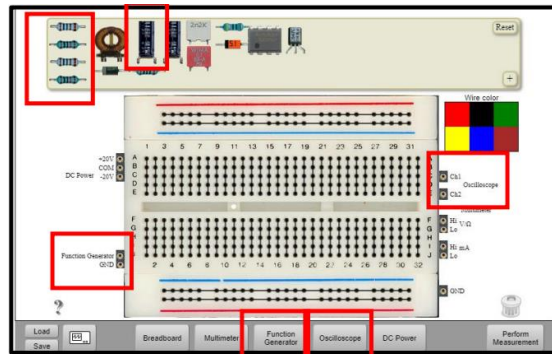 Reset
+
Wire color
1 3 5 7 9 11 13 15 17 19 21 23 25 27 29 31
+20V
COM
DC Power
-20V
A
B
C
D
E
Ch1
Oscilloscope
Ch2
F
G
H
I
J
F
G
H
I
J
Multimeter
Hi
V/Ω
Lo
Hi
mA
Lo
Function Generator
GND
2 4 6 8 10 12 14 16 18 20 22 24 26 28 30 32
GND
?
Load
Save
Breadboard
Multimeter
Function
Generator
Oscilloscope
DC Power
Perform
Measurement